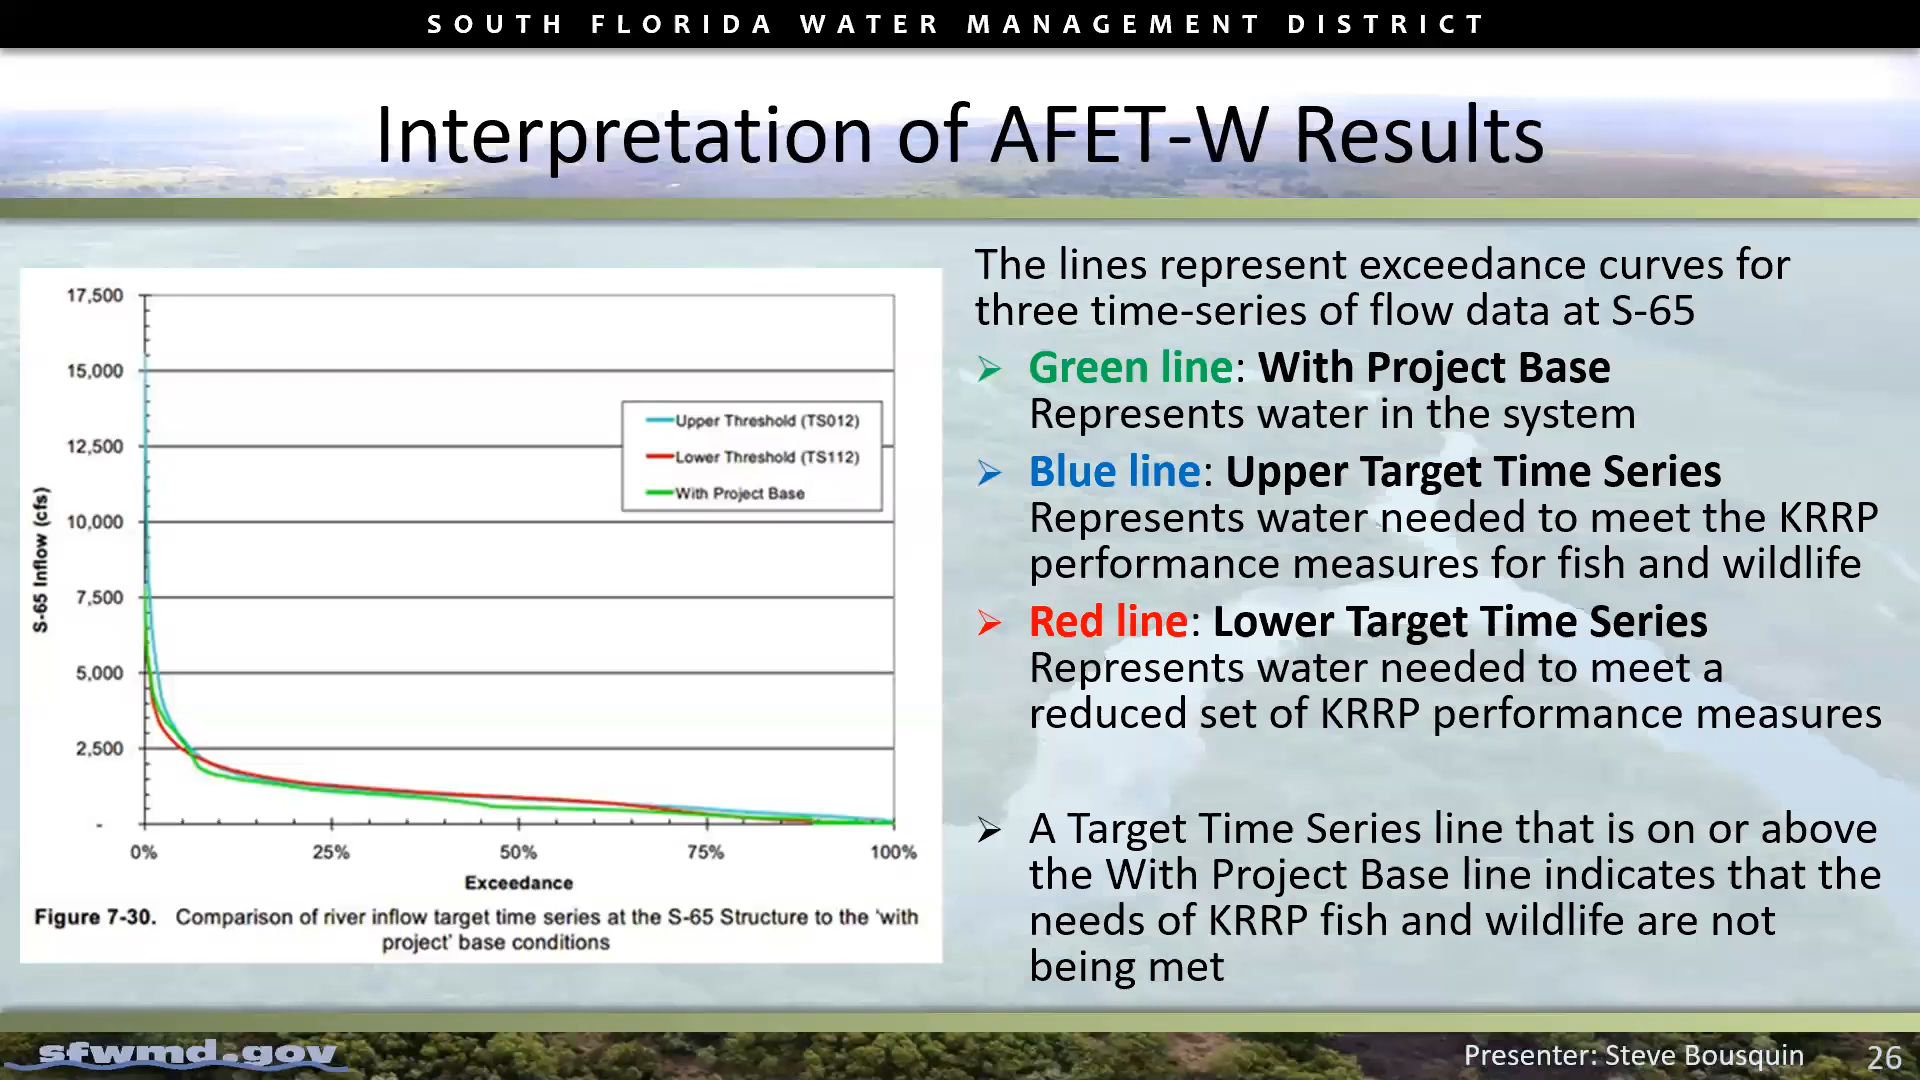 SOUTH FLORIDA WATER MANAGEMENT DISTRICT
Interpretation of AFET-W Results
17,500
15,000
12,500
10,000
7,500
5,000
2,500
-
S-65 Inflow (cfs)
Upper Threshold (TS012)
Lower Threshold (TS112)
With Project Base
0% 25% 50% 75% 100%
Exceedance
Figure 7-30. Comparison of river inflow target time series at the S-65 Structure to the 'with
project' base conditions
The lines represent exceedance curves for
three time-series of flow data at S-65
➢ Green line: With Project Base
Represents water in the system
➢ Blue line: Upper Target Time Series
Represents water needed to meet the KRRP
performance measures for fish and wildlife
➢ Red line: Lower Target Time Series
Represents water needed to meet a
reduced set of KRRP performance measures
➢ A Target Time Series line that is on or above
the With Project Base line indicates that the
needs of KRRP fish and wildlife are not
being met
sfwmd.gov
Presenter: Steve Bousquin 26